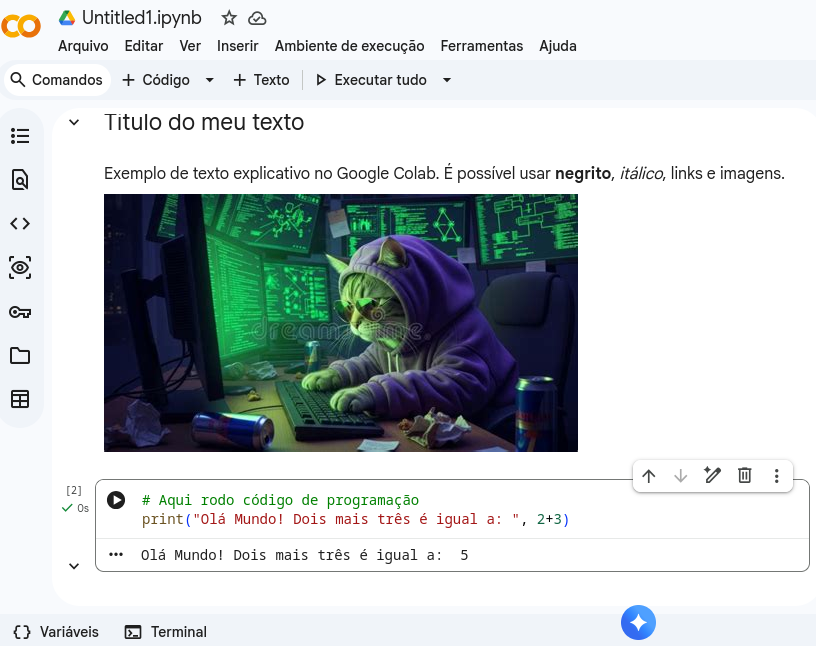 Untitled1.ipynb
Arquivo Editar Ver Inserir Ambiente de execução Ferramentas Ajuda
Comandos + Código + Texto Executar tudo
Título do meu texto
Exemplo de texto explicativo no Google Colab. É possível usar negrito, itálico, links e imagens.
dreamstime.
[2]
0s
# Aqui rodo código de programação
print("Olá Mundo! Dois mais três é igual a: ", 2+3)
Olá Mundo! Dois mais três é igual a:  5
Variáveis Terminal